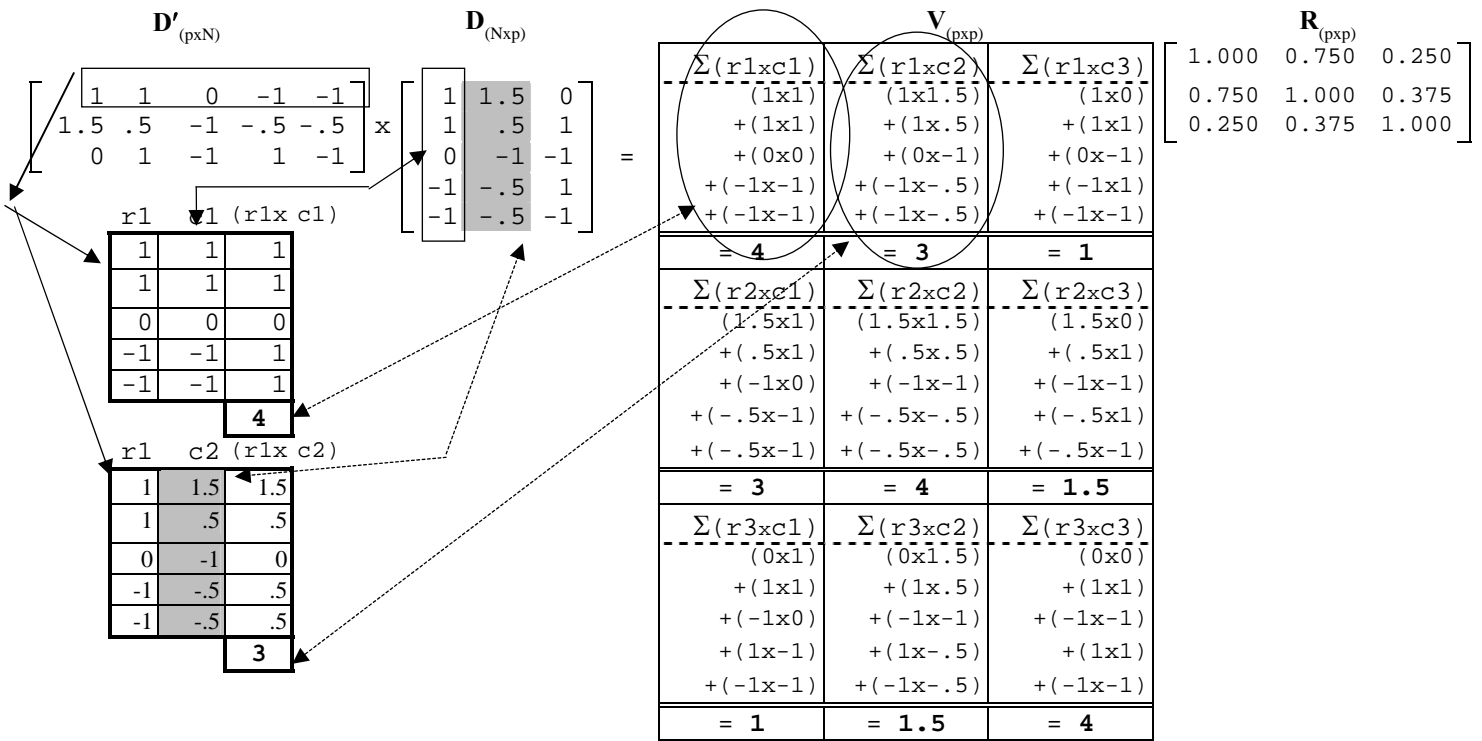 D′(pxN) D(Nxp) V(pxp) R(pxp)
1 1 0 -1 -1
1.5 .5 -1 -.5 -.5
0 1 -1 1 -1
x
1 1.5 0
1 .5 1
0 -1 -1
-1 -.5 1
-1 -.5 -1
=
r1 c1 (r1x c1)
1 1 1
1 1 1
0 0 0
-1 -1 1
-1 -1 1
4
r1 c2 (r1x c2)
1 1.5 1.5
1 .5 .5
0 -1 0
-1 -.5 .5
-1 -.5 .5
3
Σ(r1xc1) Σ(r1xc2) Σ(r1xc3)
(1x1) (1x1.5) (1x0)
+(1x1) +(1x.5) +(1x1)
+(0x0) +(0x-1) +(0x-1)
+(-1x-1) +(-1x-.5) +(-1x1)
+(-1x-1) +(-1x-.5) +(-1x-1)
= 4 = 3 = 1
Σ(r2xc1) Σ(r2xc2) Σ(r2xc3)
(1.5x1) (1.5x1.5) (1.5x0)
+(.5x1) +(.5x.5) +(.5x1)
+(-1x0) +(-1x-1) +(-1x-1)
+(-.5x-1) +(-.5x-.5) +(-.5x1)
+(-.5x-1) +(-.5x-.5) +(-.5x-1)
= 3 = 4 = 1.5
Σ(r3xc1) Σ(r3xc2) Σ(r3xc3)
(0x1) (0x1.5) (0x0)
+(1x1) +(1x.5) +(1x1)
+(-1x0) +(-1x-1) +(-1x-1)
+(1x-1) +(1x-.5) +(1x1)
+(-1x-1) +(-1x-.5) +(-1x-1)
= 1 = 1.5 = 4
1.000 0.750 0.250
0.750 1.000 0.375
0.250 0.375 1.000